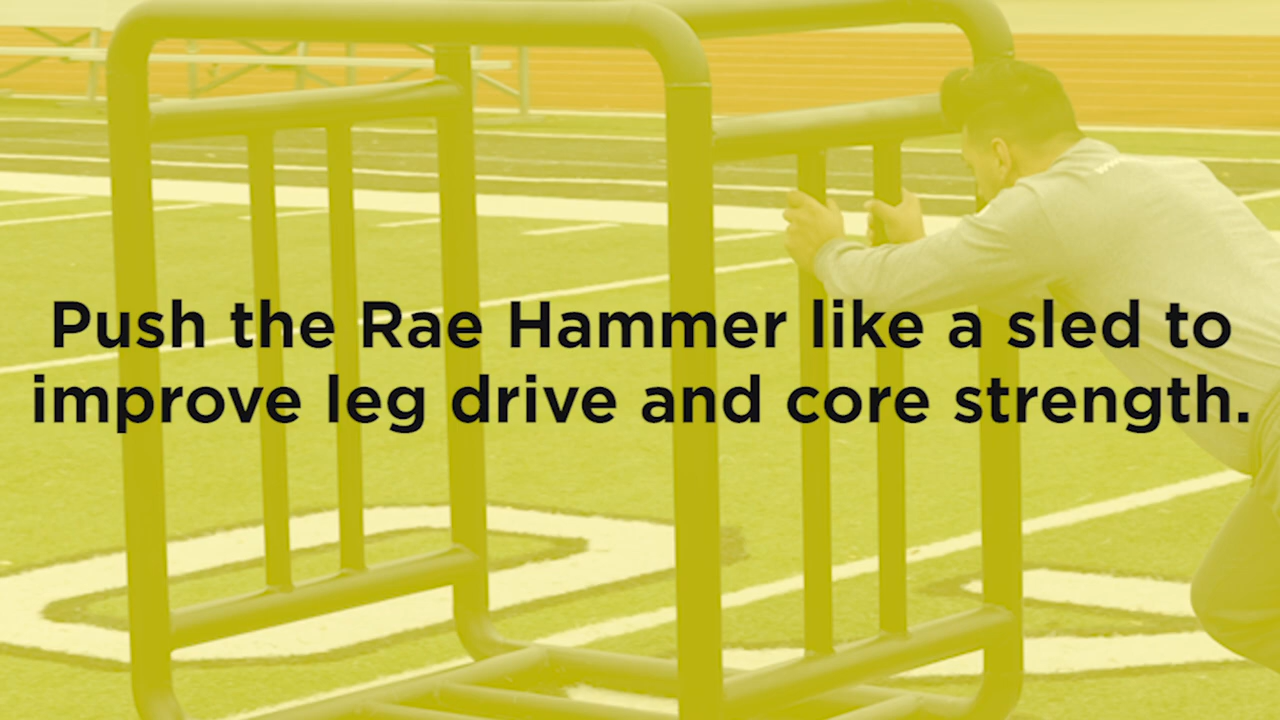 Push the Rae Hammer like a sled to
improve leg drive and core strength.